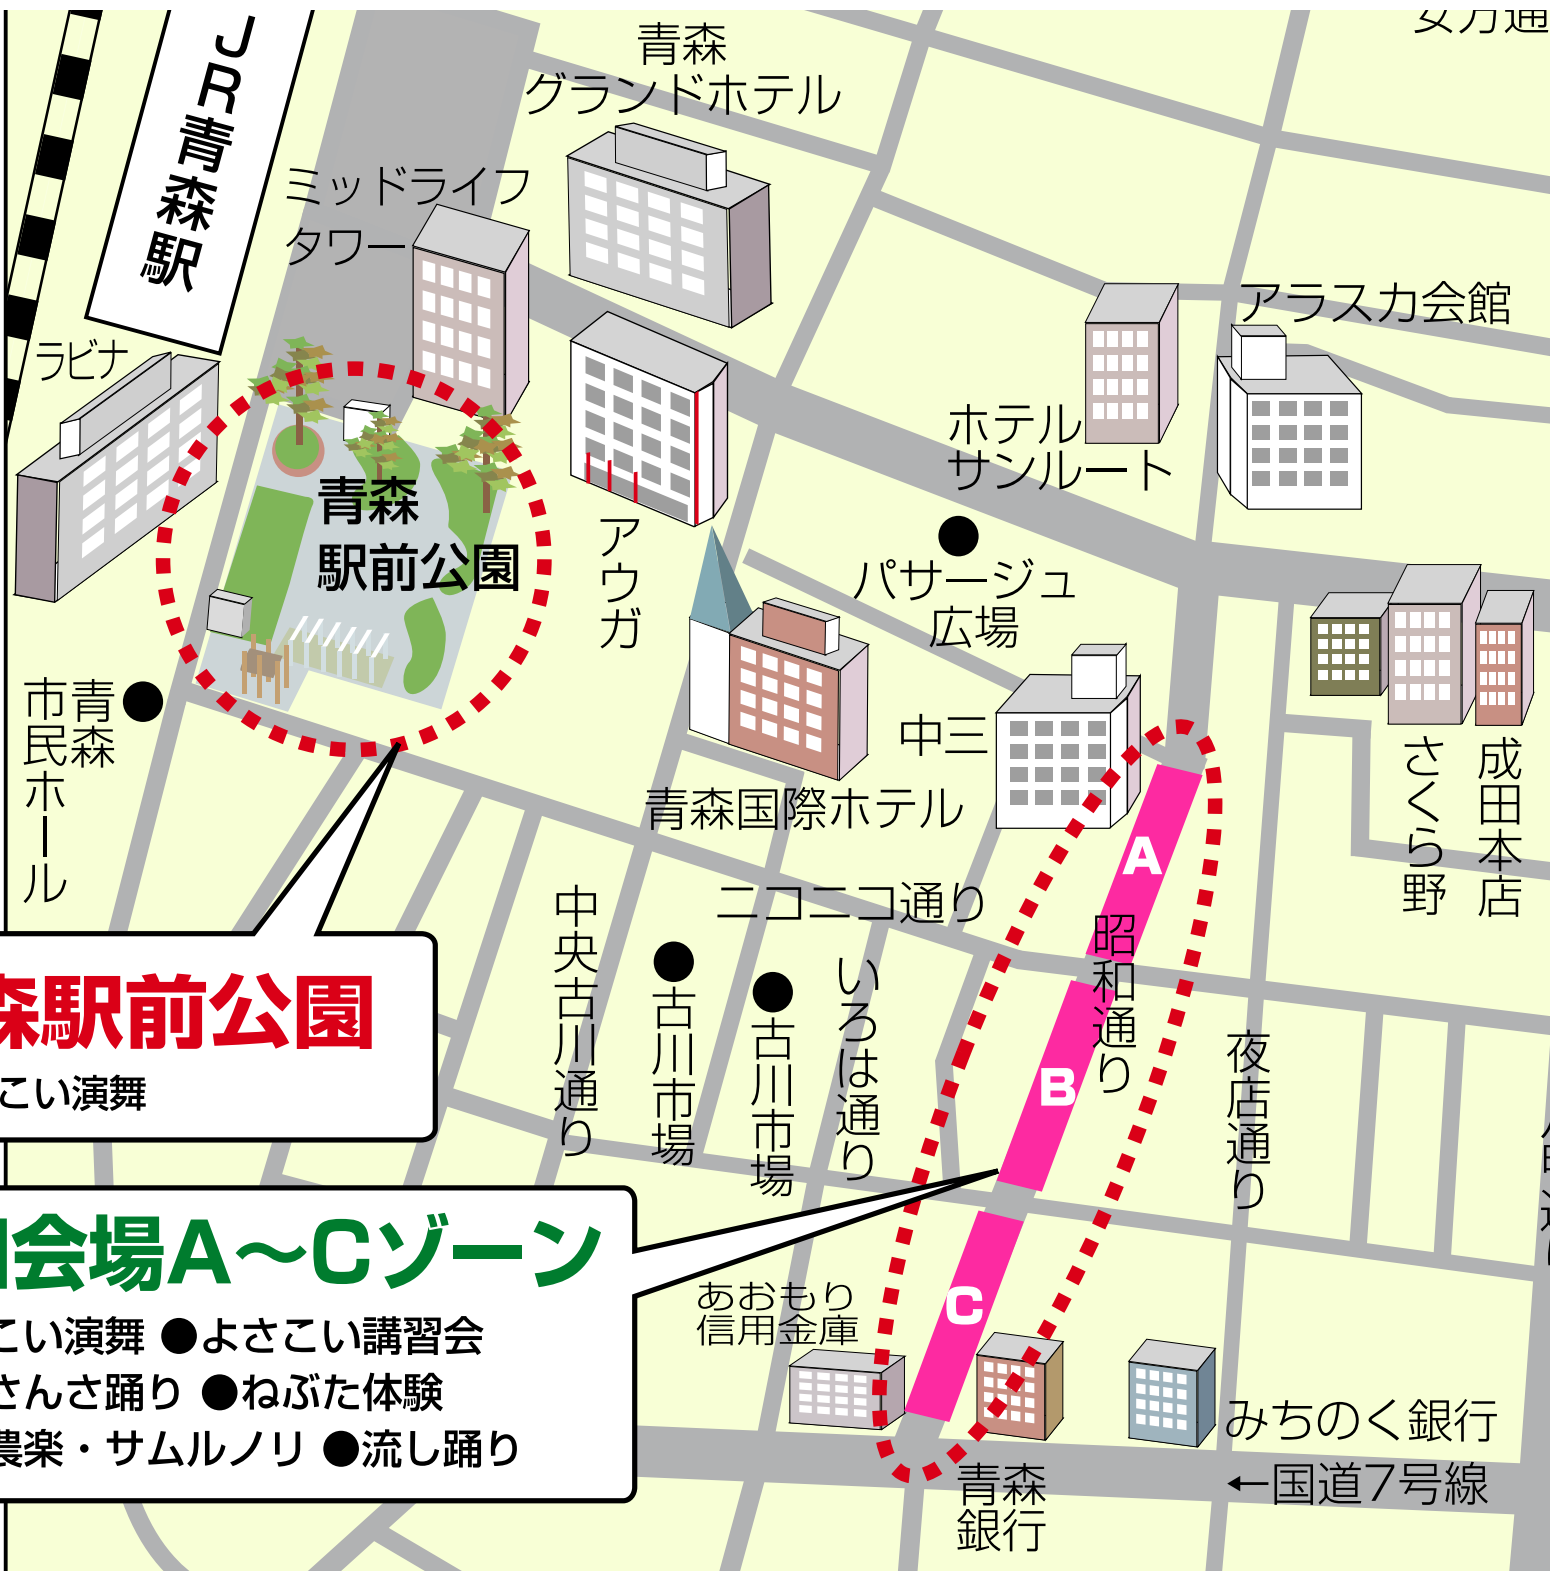 JR青森駅
青森
グランドホテル
ミッドライフ
タワー
ラビナ
アラスカ会館
ホテル
サンルート
青森
駅前公園
アウガ
パサージュ
広場
青森
市民ホール
中三
青森国際ホテル
さくら野
成田本店
A
ニコニコ通り
昭和通り
中央古川通り
古川市場
古川市場
いろは通り
夜店通り
B
森駅前公園
こい演舞
会場A〜Cゾーン
こい演舞 ●よさこい講習会
さんさ踊り ●ねぶた体験
農楽・サムルノリ ●流し踊り
C
あおもり
信用金庫
みちのく銀行
青森
銀行
←国道7号線